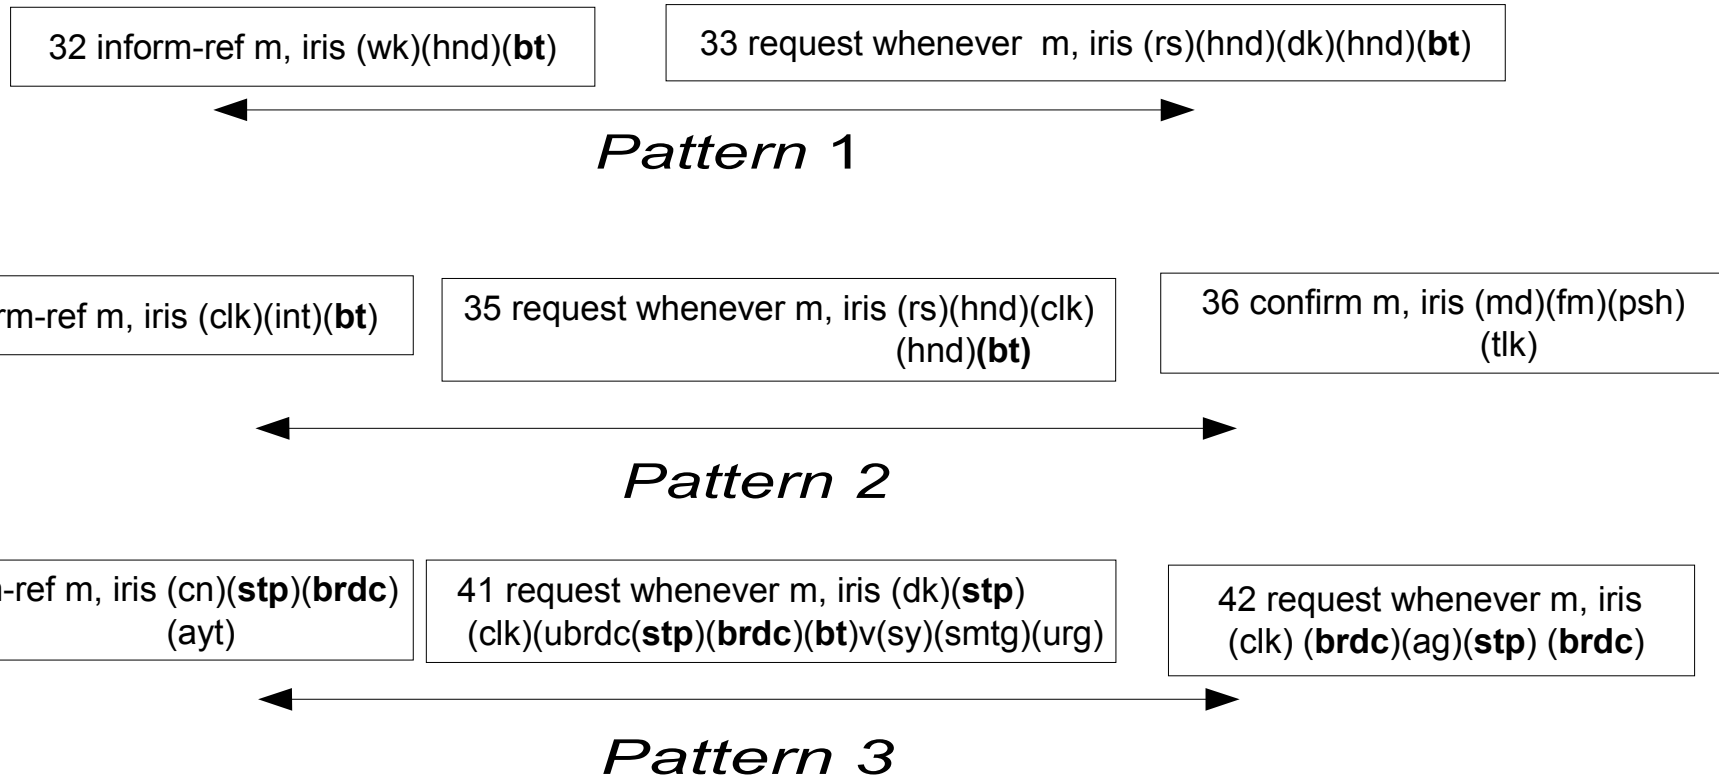 32 inform-ref m, iris (wk)(hnd)(bt)
33 request whenever m, iris (rs)(hnd)(dk)(hnd)(bt)
Pattern 1
rm-ref m, iris (clk)(int)(bt)
35 request whenever m, iris (rs)(hnd)(clk)
(hnd)(bt)
36 confirm m, iris (md)(fm)(psh)
(tlk)
Pattern 2
-ref m, iris (cn)(stp)(brdc)
(ayt)
41 request whenever m, iris (dk)(stp)
(clk)(ubrdc(stp)(brdc)(bt)v(sy)(smtg)(urg)
42 request whenever m, iris
(clk) (brdc)(ag)(stp) (brdc)
Pattern 3